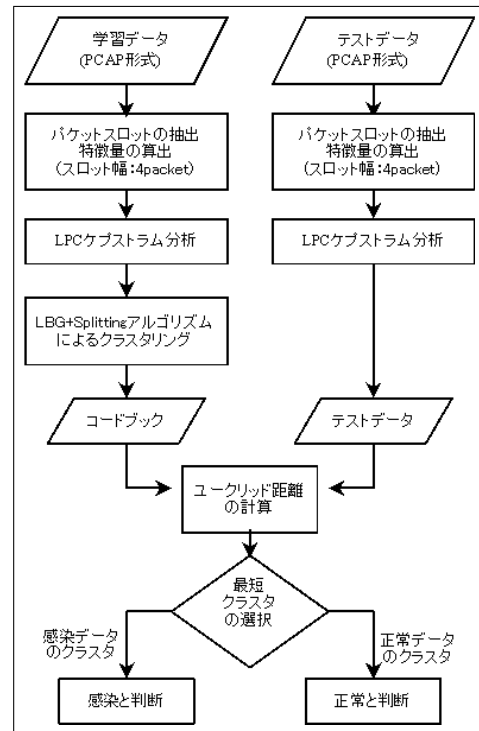 学習データ
(PCAP形式)
テストデータ
(PCAP形式)
パケットスロットの抽出
特徴量の算出
(スロット幅:4packet)
パケットスロットの抽出
特徴量の算出
(スロット幅:4packet)
LPCケプストラム分析
LPCケプストラム分析
LBG+Splittingアルゴリズム
によるクラスタリング
コードブック
テストデータ
ユークリッド距離
の計算
最短
クラスタ
の選択
感染データ
のクラスタ
正常データ
のクラスタ
感染と判断
正常と判断